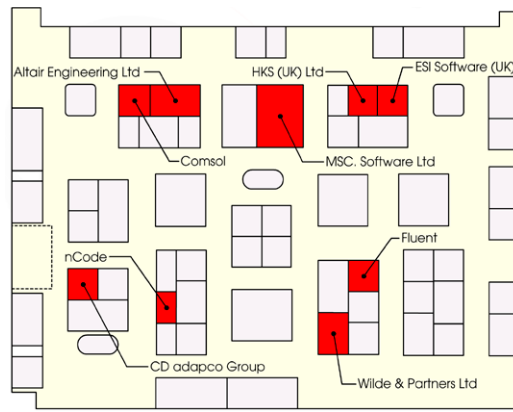 Altair Engineering Ltd
HKS (UK) Ltd
ESI Software (UK)
Comsol
MSC. Software Ltd
nCode
Fluent
CD adapco Group
Wilde & Partners Ltd